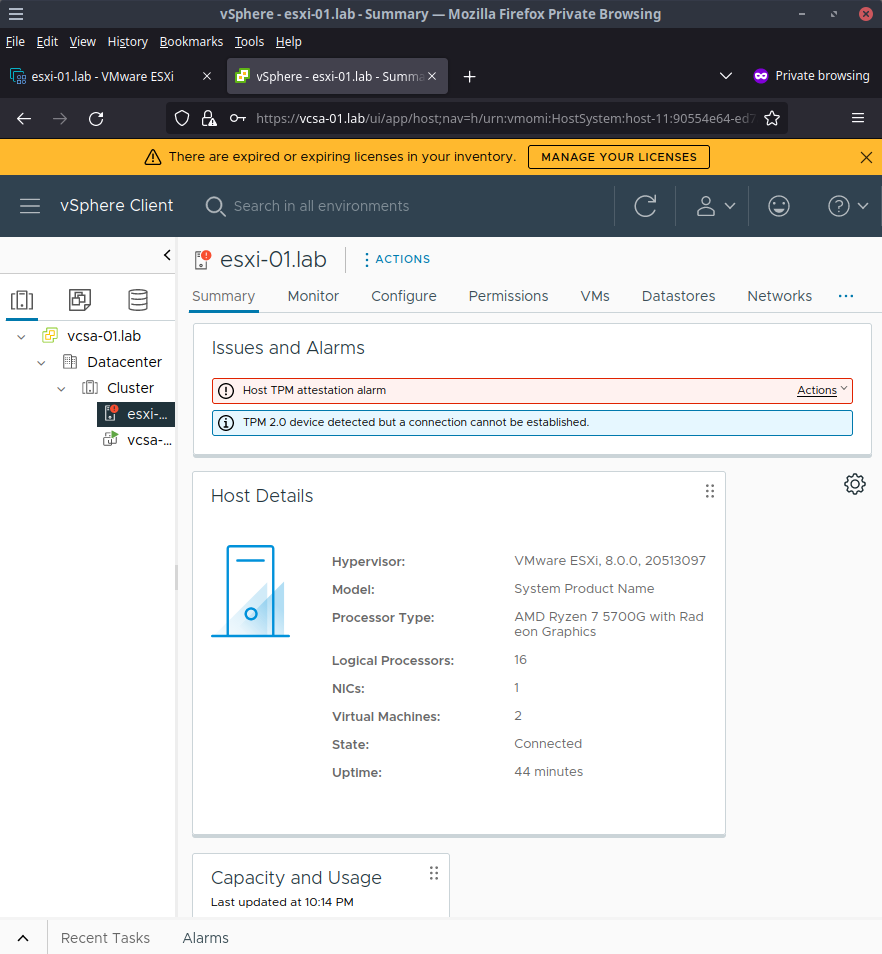 vSphere - esxi-01.lab - Summary — Mozilla Firefox Private Browsing
File Edit View History Bookmarks Tools Help
esxi-01.lab - VMware ESXi
vSphere - esxi-01.lab - Summa
Private browsing
https://vcsa-01.lab/ui/app/host;nav=h/urn:vmomi:HostSystem:host-11:90554e64-ed7
There are expired or expiring licenses in your inventory. MANAGE YOUR LICENSES
vSphere Client Search in all environments
esxi-01.lab ACTIONS
Summary Monitor Configure Permissions VMs Datastores Networks ...
vcsa-01.lab
Datacenter
Cluster
esxi-...
vcsa-...
Issues and Alarms
Host TPM attestation alarm Actions
TPM 2.0 device detected but a connection cannot be established.
Host Details
Hypervisor: VMware ESXi, 8.0.0, 20513097
Model: System Product Name
Processor Type: AMD Ryzen 7 5700G with Rad
eon Graphics
Logical Processors: 16
NICs: 1
Virtual Machines: 2
State: Connected
Uptime: 44 minutes
Capacity and Usage
Last updated at 10:14 PM
Recent Tasks Alarms